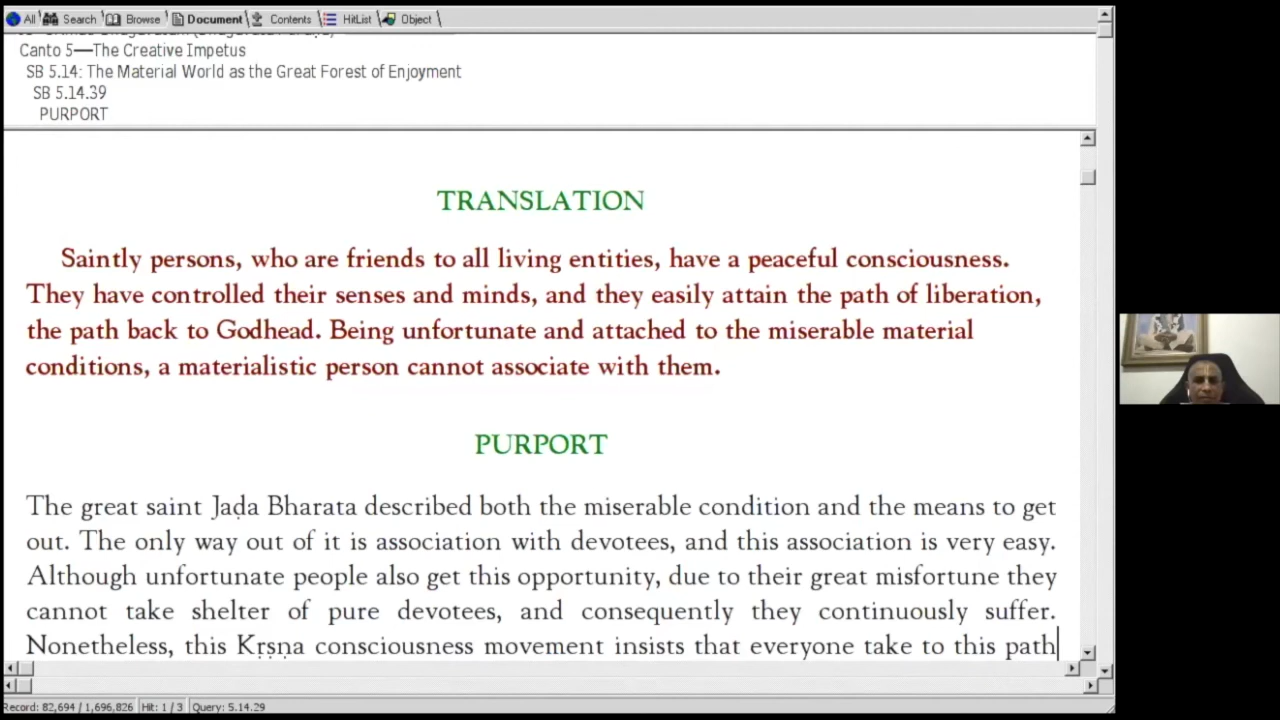 All Search Browse Document Contents HitList Object
Canto 5—The Creative Impetus
SB 5.14: The Material World as the Great Forest of Enjoyment
SB 5.14.39
PURPORT
TRANSLATION
Saintly persons, who are friends to all living entities, have a peaceful consciousness.
They have controlled their senses and minds, and they easily attain the path of liberation,
the path back to Godhead. Being unfortunate and attached to the miserable material
conditions, a materialistic person cannot associate with them.
PURPORT
The great saint Jaḍa Bharata described both the miserable condition and the means to get
out. The only way out of it is association with devotees, and this association is very easy.
Although unfortunate people also get this opportunity, due to their great misfortune they
cannot take shelter of pure devotees, and consequently they continuously suffer.
Nonetheless, this Kṛṣṇa consciousness movement insists that everyone take to this path
Record: 82,694 / 1,696,826 Hit: 1 / 3 Query: 5.14.29